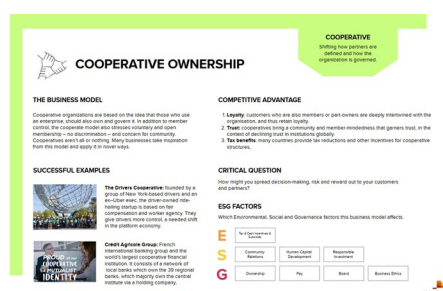 COOPERATIVE
Shifting how partners are
defined and how the
organization is governed.
COOPERATIVE OWNERSHIP
THE BUSINESS MODEL
Cooperative organizations are based on the idea that those who use
an enterprise, should also own and govern it. In addition to member
control, the cooperate model also stresses voluntary and open
membership – no discrimination – and concern for community.
Cooperatives aren't all or nothing. Many businesses take inspiration
from this model and apply it in novel ways.
COMPETITIVE ADVANTAGE
1. Loyalty: customers who are also members or part-owners are deeply intertwined with the
organisation, and thus retain loyalty.
2. Trust: cooperatives bring a community and member-mindedness that garners trust, in the
context of declining trust in institutions globally.
3. Tax benefits: many countries provide tax reductions and other incentives for cooperative
structures.
SUCCESSFUL EXAMPLES
The Drivers Cooperative: founded by a
group of New York-based drivers and an
ex–Uber exec, the driver-owned ride-
hailing startup is based on fair
compensation and worker agency. They
give drivers more control, a needed shift
in the platform economy.
PROUD
COOPERATIVE
MUTUALIST
IDENTITY
Crédit Agricole Group: French
international banking group and the
world's largest cooperative financial
institution. It consists of a network of
local banks which own the 39 regional
banks, which majority own the central
institute via a holding company,
CRITICAL QUESTION
How might you spread decision-making, risk and reward out to your customers
and partners?
ESG FACTORS
Which Environmental, Social and Governance factors this business model affects.
E
Tax & Cash Incentives &
Subsidies
S
Community
Relations
Human Capital
Development
Responsible
Investment
G
Ownership
Pay
Board
Business Ethics